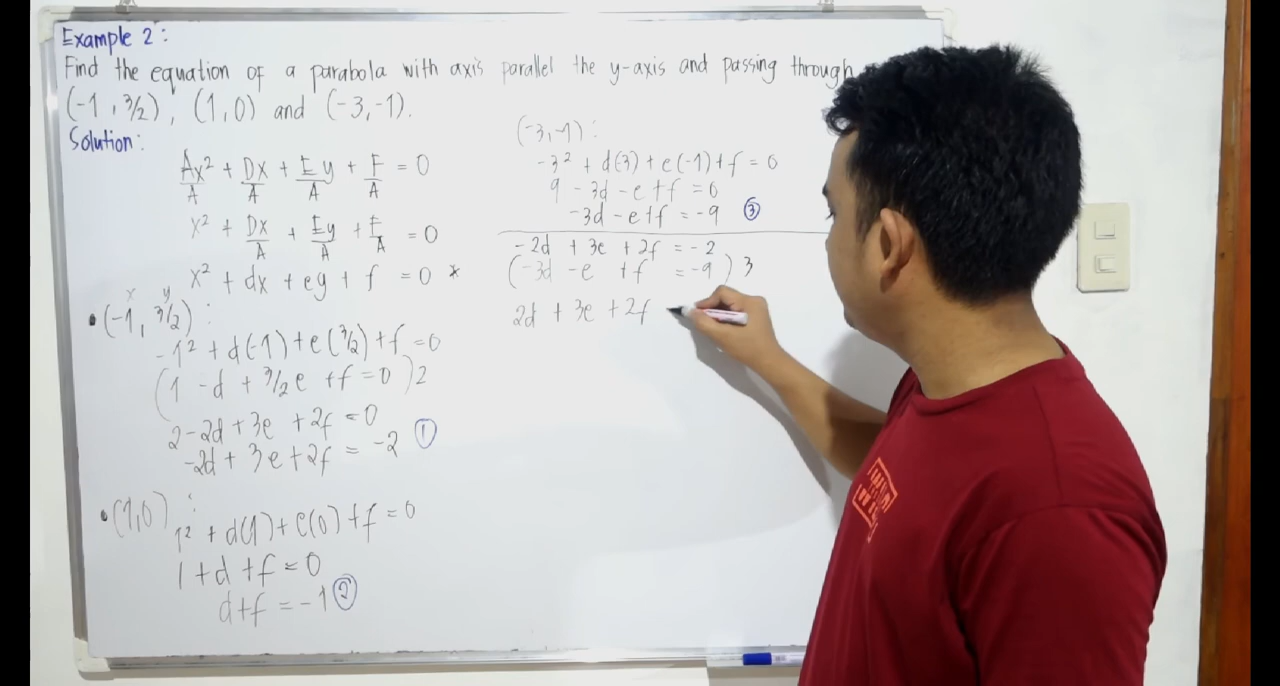 Example 2:
Find the equation of a parabola with axis parallel the y-axis and passing through
(-1, 3/2), (1,0) and (-3,-1).
Solution:
Ax²/A + Dx/A + Ey/A + F/A = 0
x² + Dx/A + Ey/A + F/A = 0
x² + dx + ey + f = 0 *
x y
• (-1, 3/2):
-1² + d(-1) + e(3/2) + f = 0
(1 - d + 3/2e + f = 0)2
2 - 2d + 3e + 2f = 0
-2d + 3e + 2f = -2 ①
• (1,0):
1² + d(1) + e(0) + f = 0
1 + d + f = 0
d + f = -1 ②
(-3,-1):
-3² + d(-3) + e(-1) + f = 0
9 - 3d - e + f = 0
-3d - e + f = -9 ③
-2d + 3e + 2f = -2
(-3d - e + f = -9) 3
2d + 3e + 2f